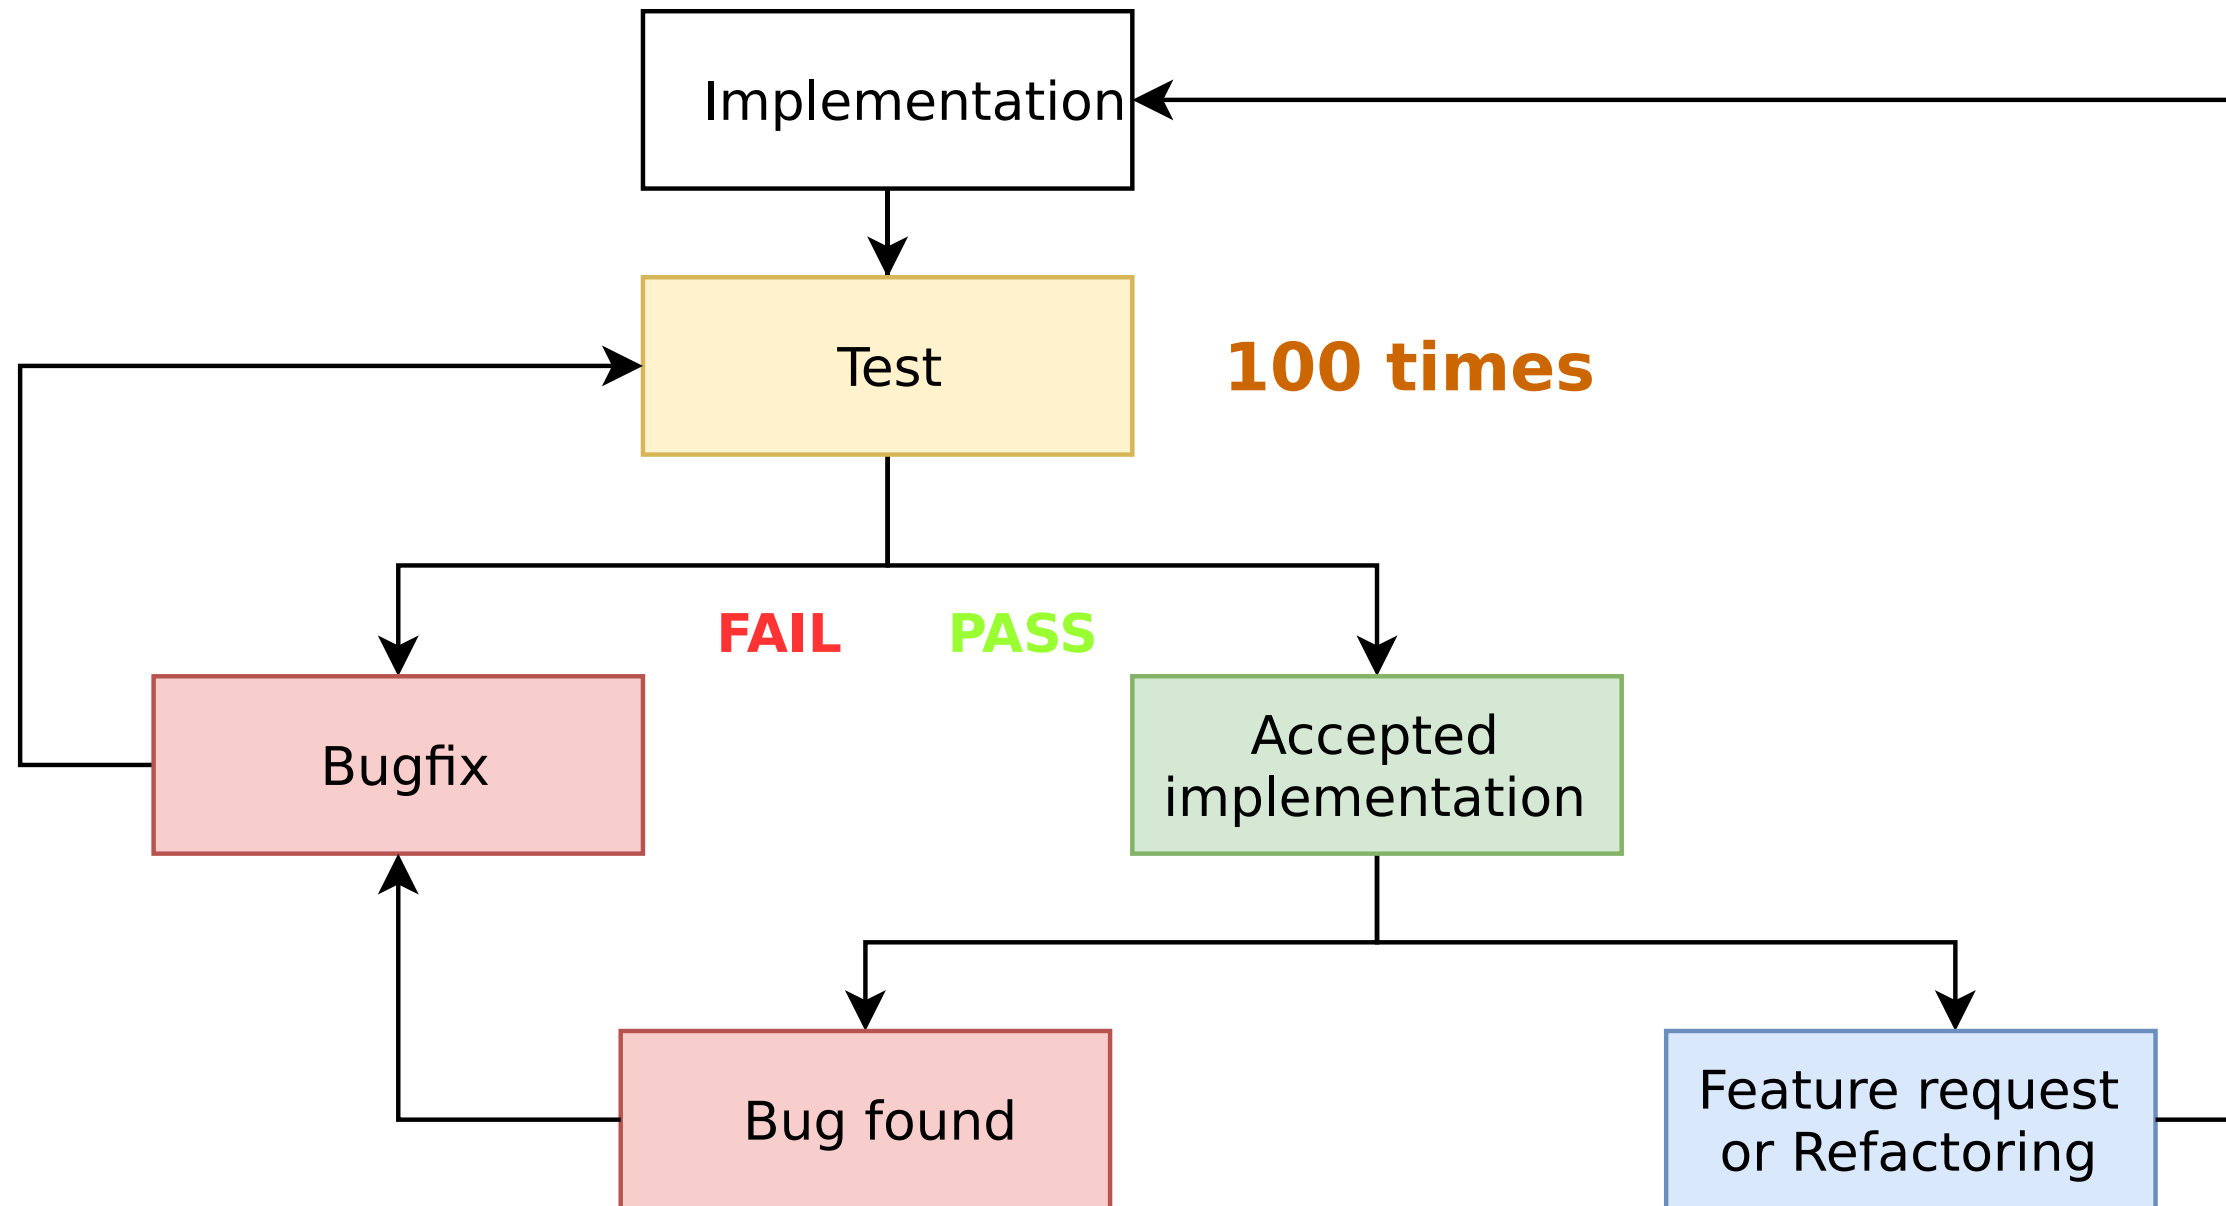 Implementation
Test
100 times
FAIL
PASS
Bugfix
Accepted
implementation
Bug found
Feature request
or Refactoring